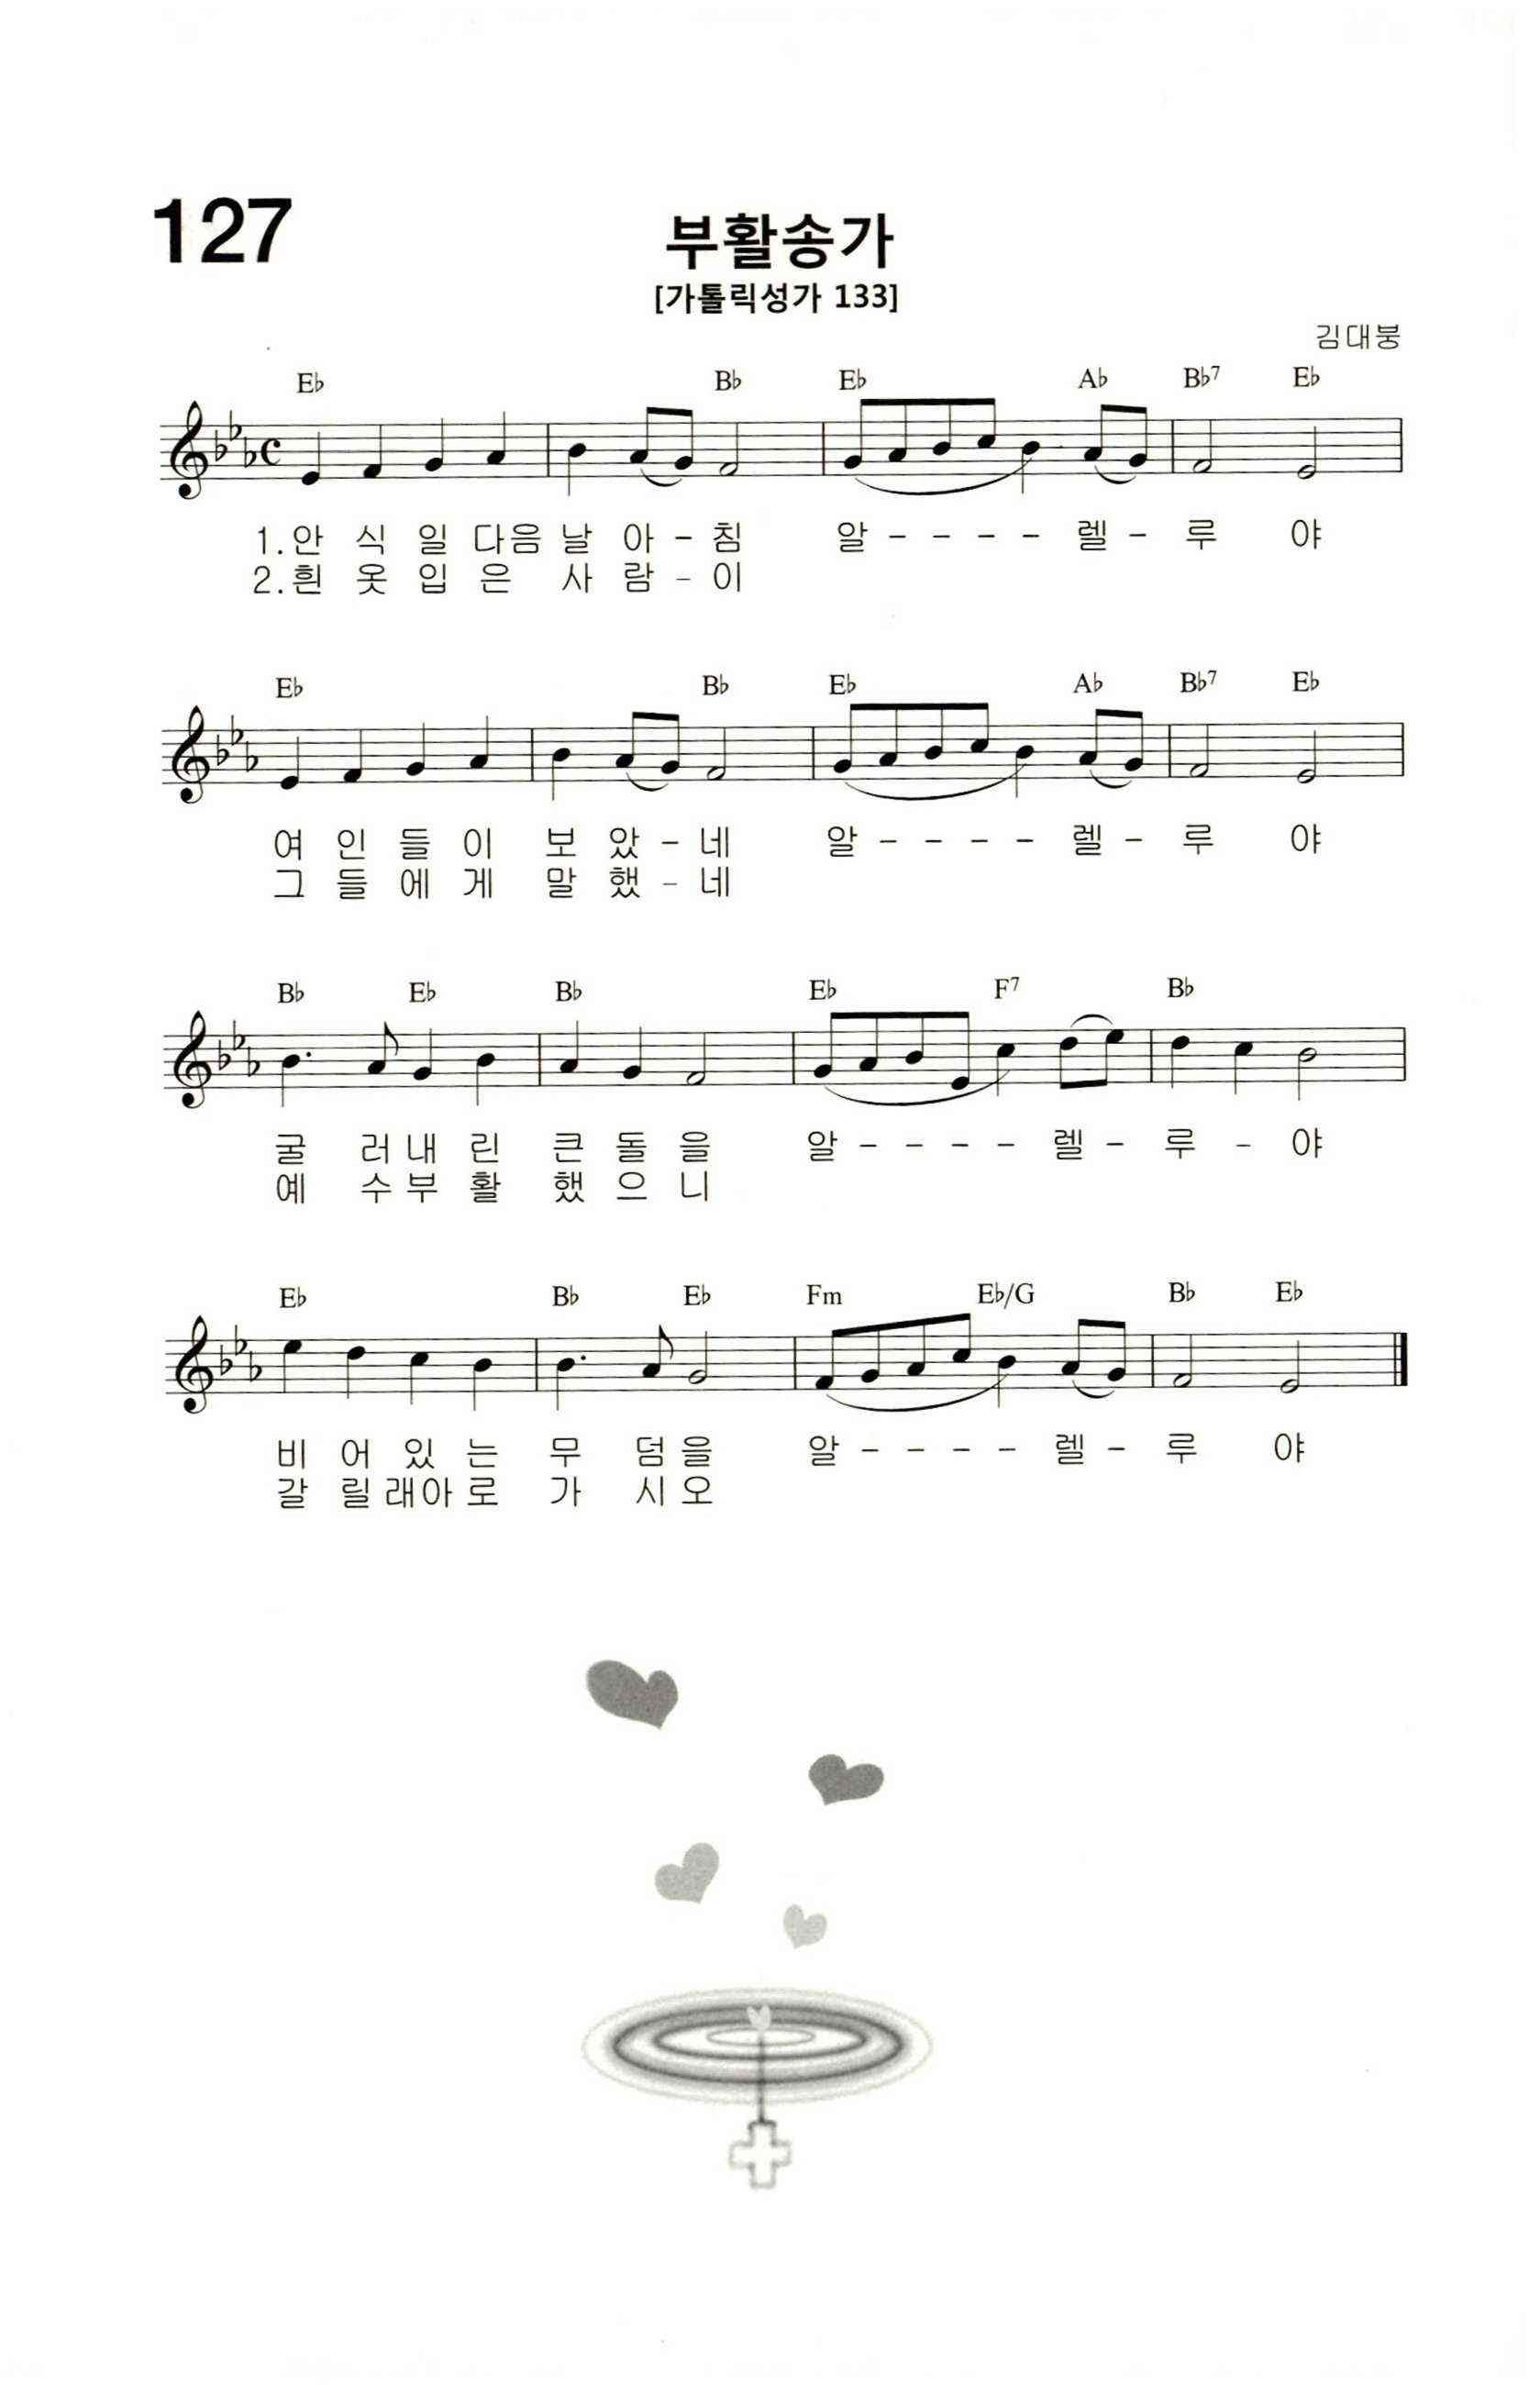 127
부활송가
[가톨릭성가 133]
김대붕
E♭ B♭ E♭ A♭ B♭7 E♭
1.안 식 일 다음 날 아 - 침 알 - - - - 렐 - 루 야
2.흰 옷 입 은 사 람 - 이
E♭ B♭ E♭ A♭ B♭7 E♭
여 인 들 이 보 았 - 네 알 - - - - 렐 - 루 야
그 들 에 게 말 했 - 네
B♭ E♭ B♭ E♭ F7 B♭
굴 러 내 린 큰 돌 을 알 - - - - 렐 - 루 - 야
예 수 부 활 했 으 니
E♭ B♭ E♭ Fm E♭/G B♭ E♭
비 어 있 는 무 덤 을 알 - - - - 렐 - 루 야
갈 릴 래아 로 가 시 오